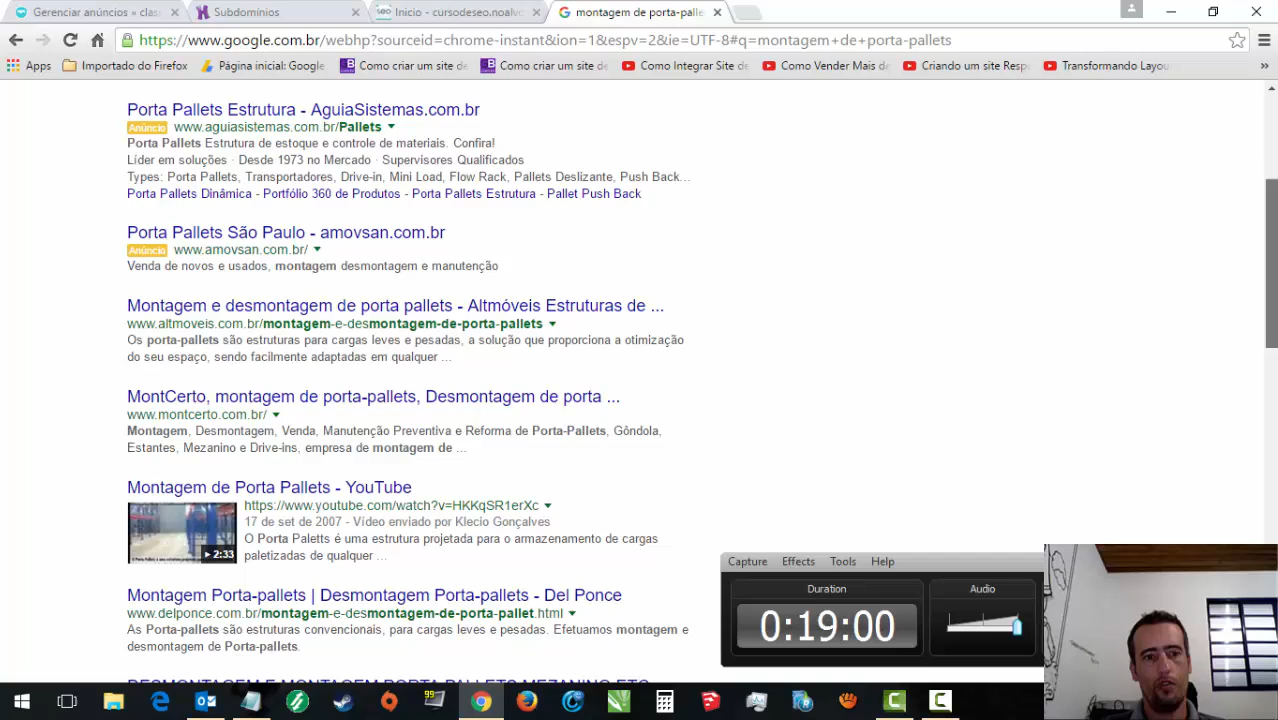 Gerenciar anúncios « clas
Subdomínios
Inicio - cursodeseo.noalvo
montagem de porta-palle
https://www.google.com.br/webhp?sourceid=chrome-instant&ion=1&espv=2&ie=UTF-8#q=montagem+de+porta-pallets
Apps
Importado do Firefox
Página inicial: Google
Como criar um site de
Como criar um site de
Como Integrar Site de
Como Vender Mais de
Criando um site Resp
Transformando Layou
Porta Pallets Estrutura - AguiaSistemas.com.br
Anúncio www.aguiasistemas.com.br/Pallets
Porta Pallets Estrutura de estoque e controle de materiais. Confira!
Líder em soluções · Desde 1973 no Mercado · Supervisores Qualificados
Types: Porta Pallets, Transportadores, Drive-in, Mini Load, Flow Rack, Pallets Deslizante, Push Back...
Porta Pallets Dinâmica - Portfólio 360 de Produtos - Porta Pallets Estrutura - Pallet Push Back
Porta Pallets São Paulo - amovsan.com.br
Anúncio www.amovsan.com.br/
Venda de novos e usados, montagem desmontagem e manutenção
Montagem e desmontagem de porta pallets - Altmóveis Estruturas de ...
www.altmoveis.com.br/montagem-e-desmontagem-de-porta-pallets
Os porta-pallets são estruturas para cargas leves e pesadas, a solução que proporciona a otimização
do seu espaço, sendo facilmente adaptadas em qualquer ...
MontCerto, montagem de porta-pallets, Desmontagem de porta ...
www.montcerto.com.br/
Montagem, Desmontagem, Venda, Manutenção Preventiva e Reforma de Porta-Pallets, Gôndola,
Estantes, Mezanino e Drive-ins, empresa de montagem de ...
Montagem de Porta Pallets - YouTube
https://www.youtube.com/watch?v=HKKqSR1erXc
17 de set de 2007 - Vídeo enviado por Klecio Gonçalves
O Porta Paletts é uma estrutura projetada para o armazenamento de cargas
paletizadas de qualquer ...
2:33
Montagem Porta-pallets | Desmontagem Porta-pallets - Del Ponce
www.delponce.com.br/montagem-e-desmontagem-de-porta-pallet.html
As Porta-pallets são estruturas convencionais, para cargas leves e pesadas. Efetuamos montagem e
desmontagem de Porta-pallets.
DESMONTAGEM E MONTAGEM PORTA PALLETS MEZANINO ETC
Capture Effects Tools Help
Duration
Audio
0:19:00
99